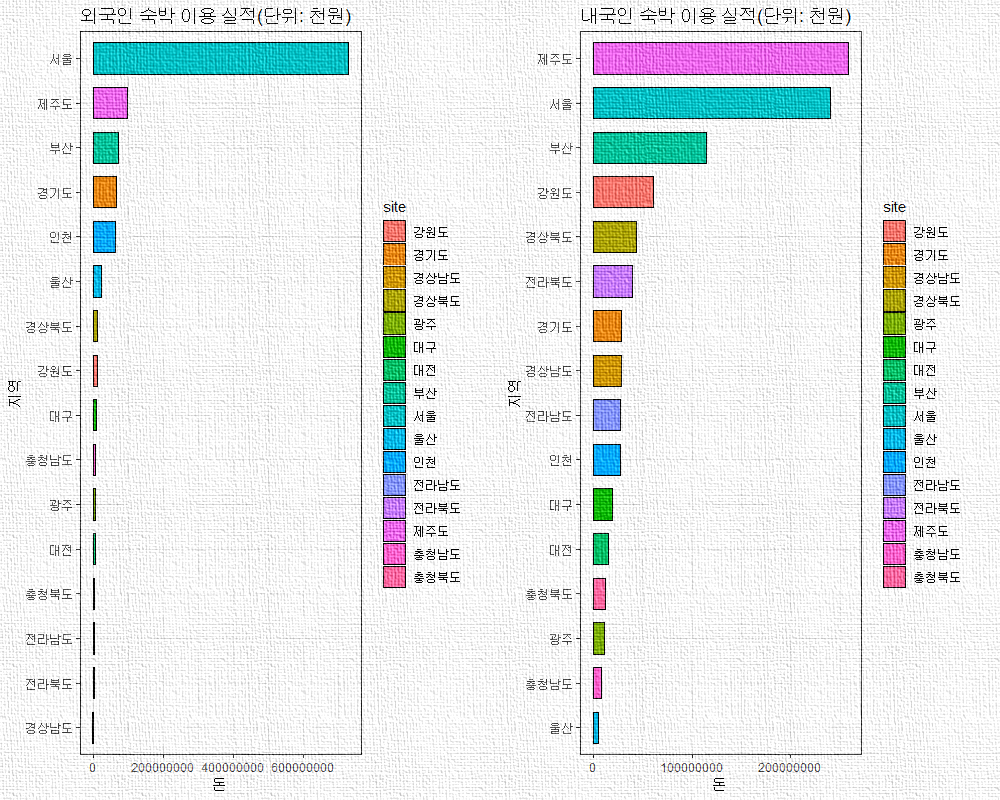 외국인 숙박 이용 실적(단위: 천원)
서울
제주도
부산
경기도
인천
울산
경상북도
강원도
대구
충청남도
광주
대전
충청북도
전라남도
전라북도
경상남도
지역
0 200000000 400000000 600000000
돈
site
강원도
경기도
경상남도
경상북도
광주
대구
대전
부산
서울
울산
인천
전라남도
전라북도
제주도
충청남도
충청북도
내국인 숙박 이용 실적(단위: 천원)
제주도
서울
부산
강원도
경상북도
전라북도
경기도
경상남도
전라남도
인천
대구
대전
충청북도
광주
충청남도
울산
지역
0 100000000 200000000
돈
site
강원도
경기도
경상남도
경상북도
광주
대구
대전
부산
서울
울산
인천
전라남도
전라북도
제주도
충청남도
충청북도